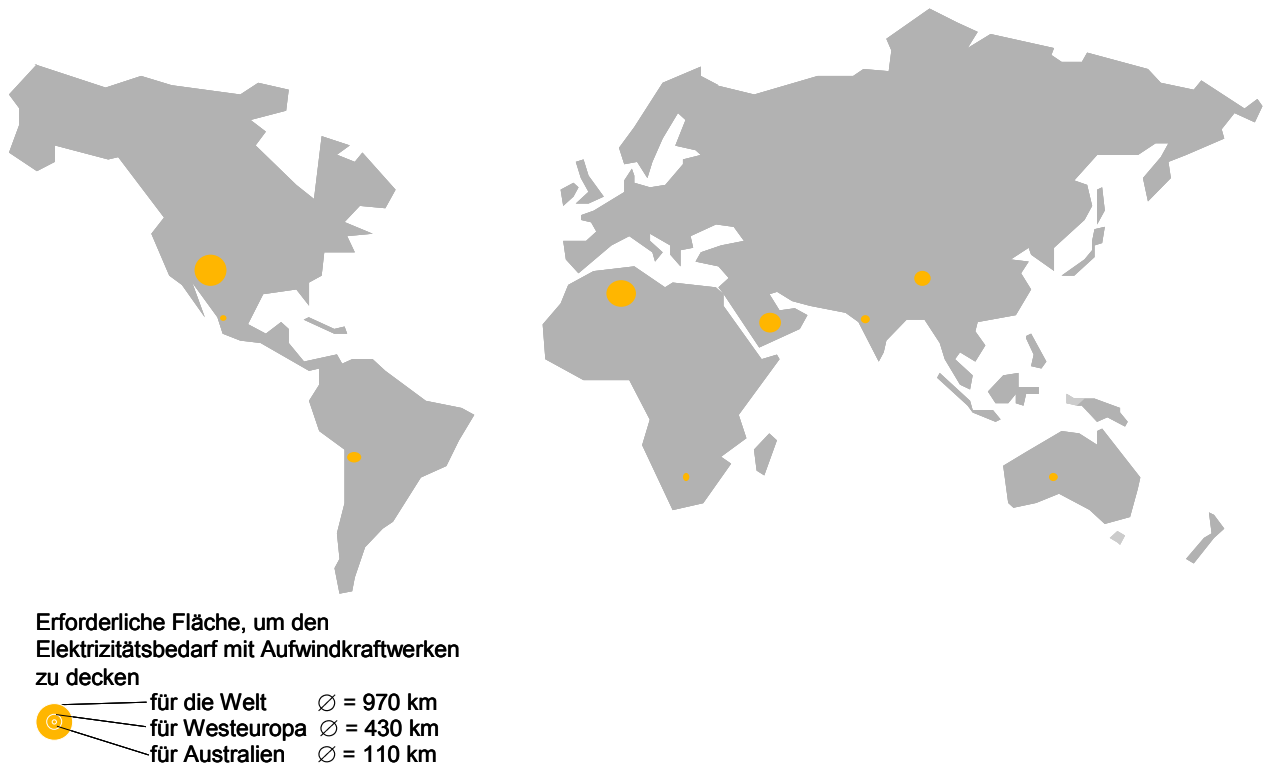 Erforderliche Fläche, um den
Elektrizitätsbedarf mit Aufwindkraftwerken
zu decken
für die Welt ∅ = 970 km
für Westeuropa ∅ = 430 km
für Australien ∅ = 110 km